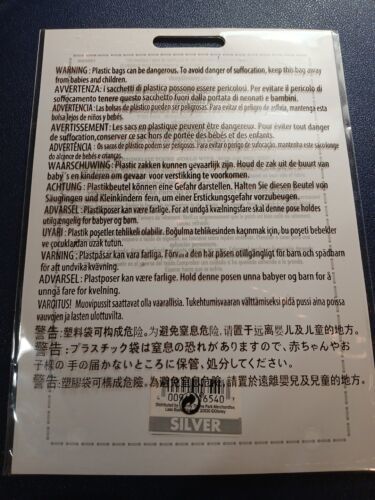 WARNING : Plastic bags can be dangerous. To avoid danger of suffocation, keep this bag away
from babies and children.
AVVERTENZA: i sacchetti di plastica possono essere pericolosi. Per evitare il pericolo di
soffocamento tenere questo sacchetto fuori dalla portata di neonati e bambini.
ADVERTENCIA : Las bolsas de plástico pueden ser peligrosas. Para evitar el peligro de asfixia, mantenga esta
bolsa lejos de niños y bebés.
AVERTISSEMENT: Les sacs en plastique peuvent être dangereux. Pour éviter tout danger
de suffocation, conserver ce sac hors de portée des bébés et des enfants.
ADVERTÊNCIA : Os sacos de plástico podem ser perigosos. Para evitar o perigo de sufocação, mantenha este saco longe
do alcance de bebés e crianças.
WAARSCHUWING : Plastic zakken kunnen gevaarlijk zijn. Houd de zak uit de buurt van
baby´s en kinderen om gevaar voor verstikking te voorkomen.
ACHTUNG : Plastikbeutel können eine Gefahr darstellen. Halten Sie diesen Beutel von
Säuglingen und Kleinkindern fern, um einer Erstickungsgefahr vorzubeugen.
ADVARSEL : Plastikposer kan være farlige. For at undgå kvælningsfare skal denne pose holdes
utilgængelig for babyer og barn.
UYARI : Plastik poşetler tehlikeli olabilir. Boğulma tehlikesinden kaçınmak için, bu poşeti bebekler
ve çocuklardan uzak tutun.
VARNING : Plastpåsar kan vara farliga. Förvara den här påsen otillgängligt för barn och spädbarn
för att undvika kvävning.
ADVARSEL : Plastposer kan være farlige. Hold denne posen unna babyer og barn for å
unngå fare for kvelning.
VAROITUS! Muovipussit saattavat olla vaarallisia. Tukehtumisvaaran välttämiseksi pidä pussi aina poissa
vauvojen ja lasten ulottuvilta.
警告: 塑料袋可构成危险。为避免窒息危险, 请置于远离婴儿及儿童的地方。
警告: プラスチック袋は窒息の恐れがありますので、赤ちゃんやお
子様の手の届かないところに保管、処分してください。
警告: 塑膠袋可構成危險。為避免窒息危險, 請置於遠離嬰兒及兒童的地方。
SILVER